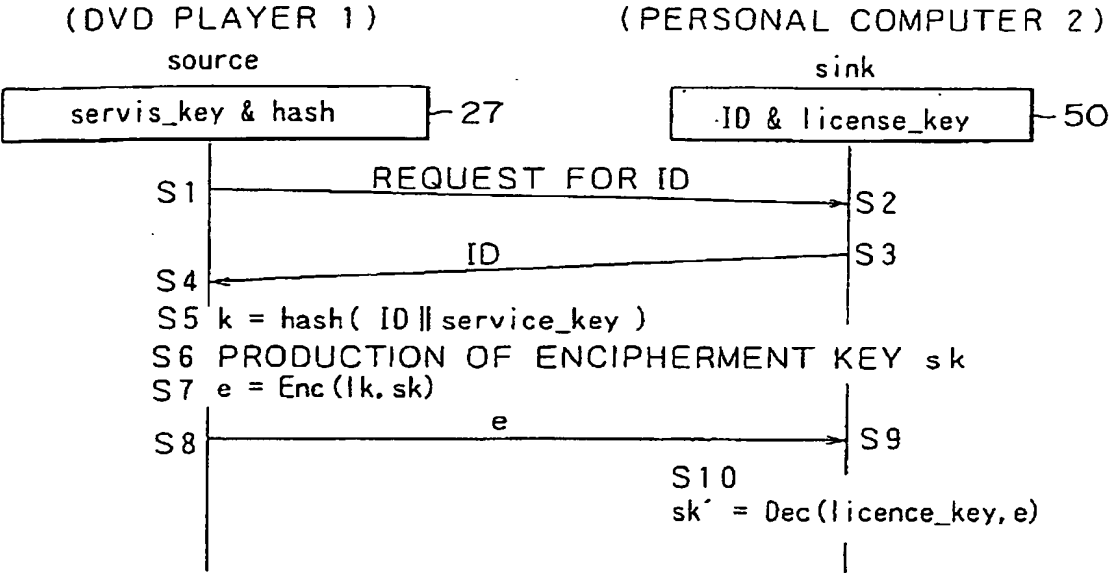 (DVD PLAYER 1) (PERSONAL COMPUTER 2)
source sink
servis_key & hash 27 ID & license_key 50
S1 REQUEST FOR ID S2
ID S3
S4
S5 k = hash( ID || service_key )
S6 PRODUCTION OF ENCIPHERMENT KEY sk
S7 e = Enc(lk, sk)
S8 e S9
S10
sk´ = Dec(licence_key, e)